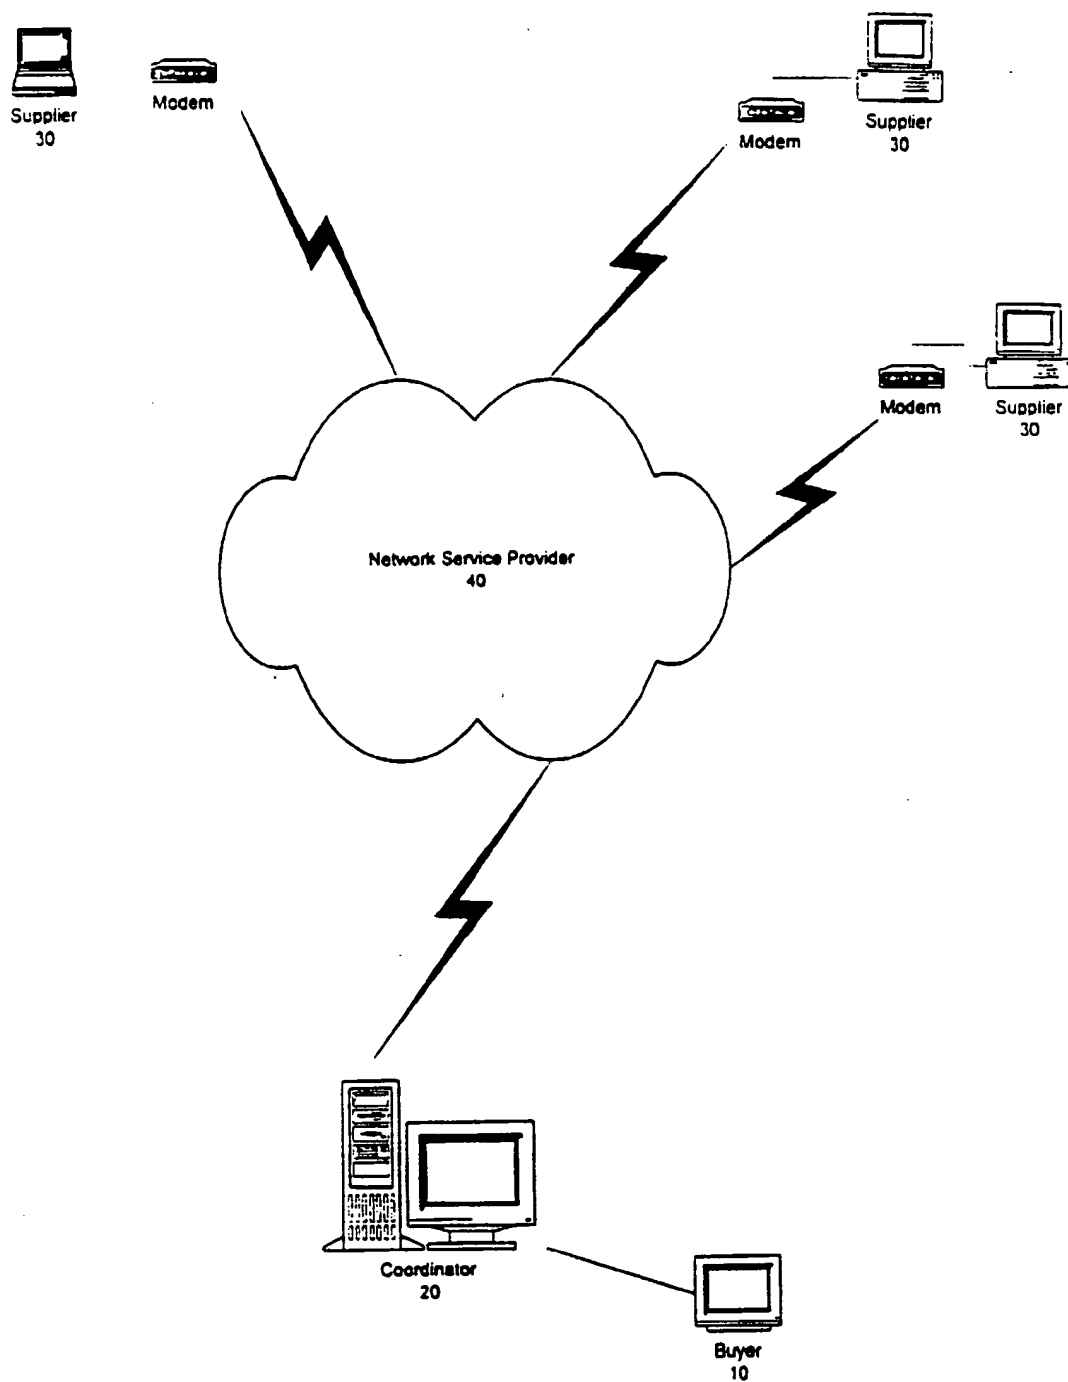 Supplier
30
Modem
Modem
Supplier
30
Modem
Supplier
30
Network Service Provider
40
Coordinator
20
Buyer
10